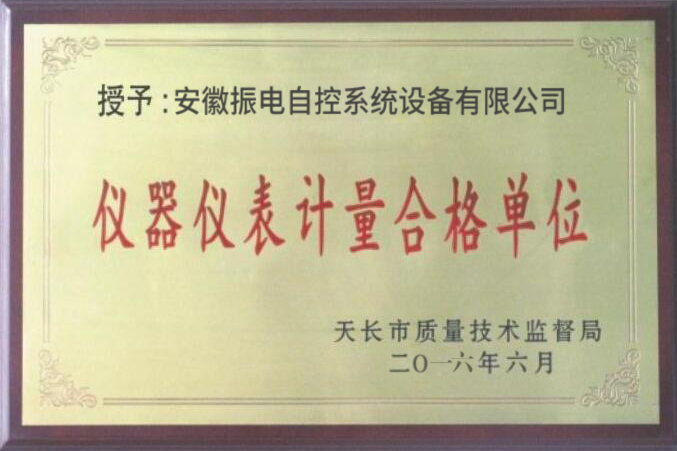 授予：安徽振电自控系统设备有限公司
仪器仪表计量合格单位
天长市质量技术监督局
二〇一六年六月